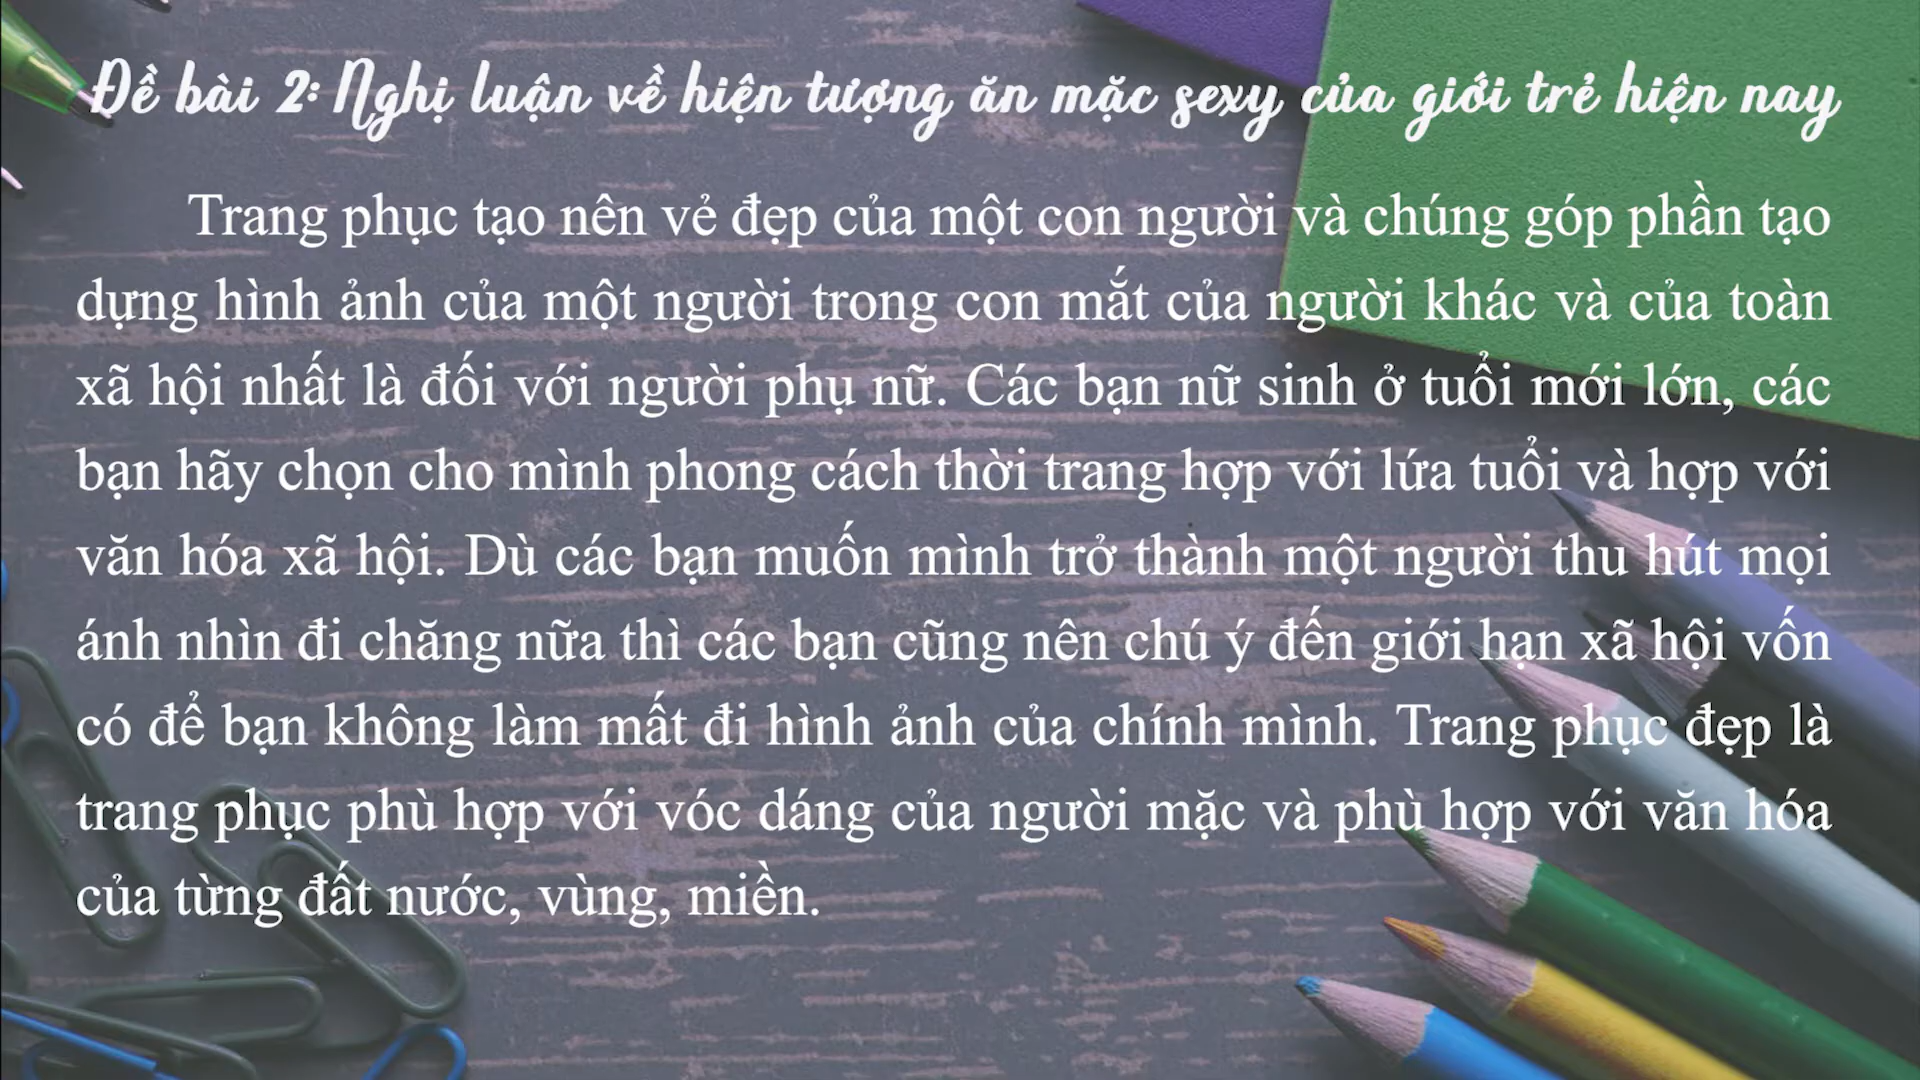 Đề bài 2: Nghị luận về hiện tượng ăn mặc sexy của giới trẻ hiện nay
Trang phục tạo nên vẻ đẹp của một con người và chúng góp phần tạo
dựng hình ảnh của một người trong con mắt của người khác và của toàn
xã hội nhất là đối với người phụ nữ. Các bạn nữ sinh ở tuổi mới lớn, các
bạn hãy chọn cho mình phong cách thời trang hợp với lứa tuổi và hợp với
văn hóa xã hội. Dù các bạn muốn mình trở thành một người thu hút mọi
ánh nhìn đi chăng nữa thì các bạn cũng nên chú ý đến giới hạn xã hội vốn
có để bạn không làm mất đi hình ảnh của chính mình. Trang phục đẹp là
trang phục phù hợp với vóc dáng của người mặc và phù hợp với văn hóa
của từng đất nước, vùng, miền.